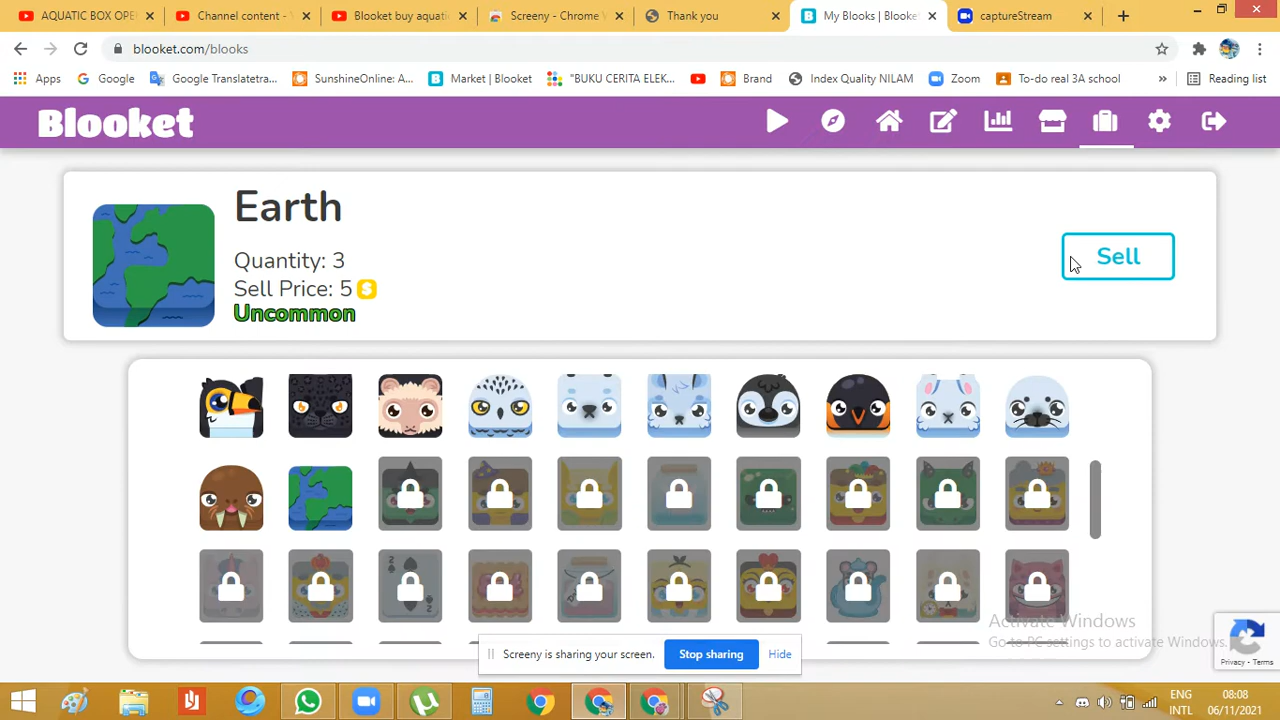 AQUATIC BOX OPE
Channel content - Y
Blooket buy aquati
Screeny - Chrome W
Thank you
My Blooks | Blooke
captureStream
blooket.com/blooks
Apps
Google
Google Translatetra...
SunshineOnline: A...
Market | Blooket
"BUKU CERITA ELEK...
Brand
Index Quality NILAM
Zoom
To-do real 3A school
»
Reading list
Blooket
Earth
Quantity: 3
Sell Price: 5
Uncommon
Sell
Activate Windows
Go to PC settings to activate Windows.
Screeny is sharing your screen.
Stop sharing
Hide
Privacy - Terms
ENG
INTL
08:08
06/11/2021